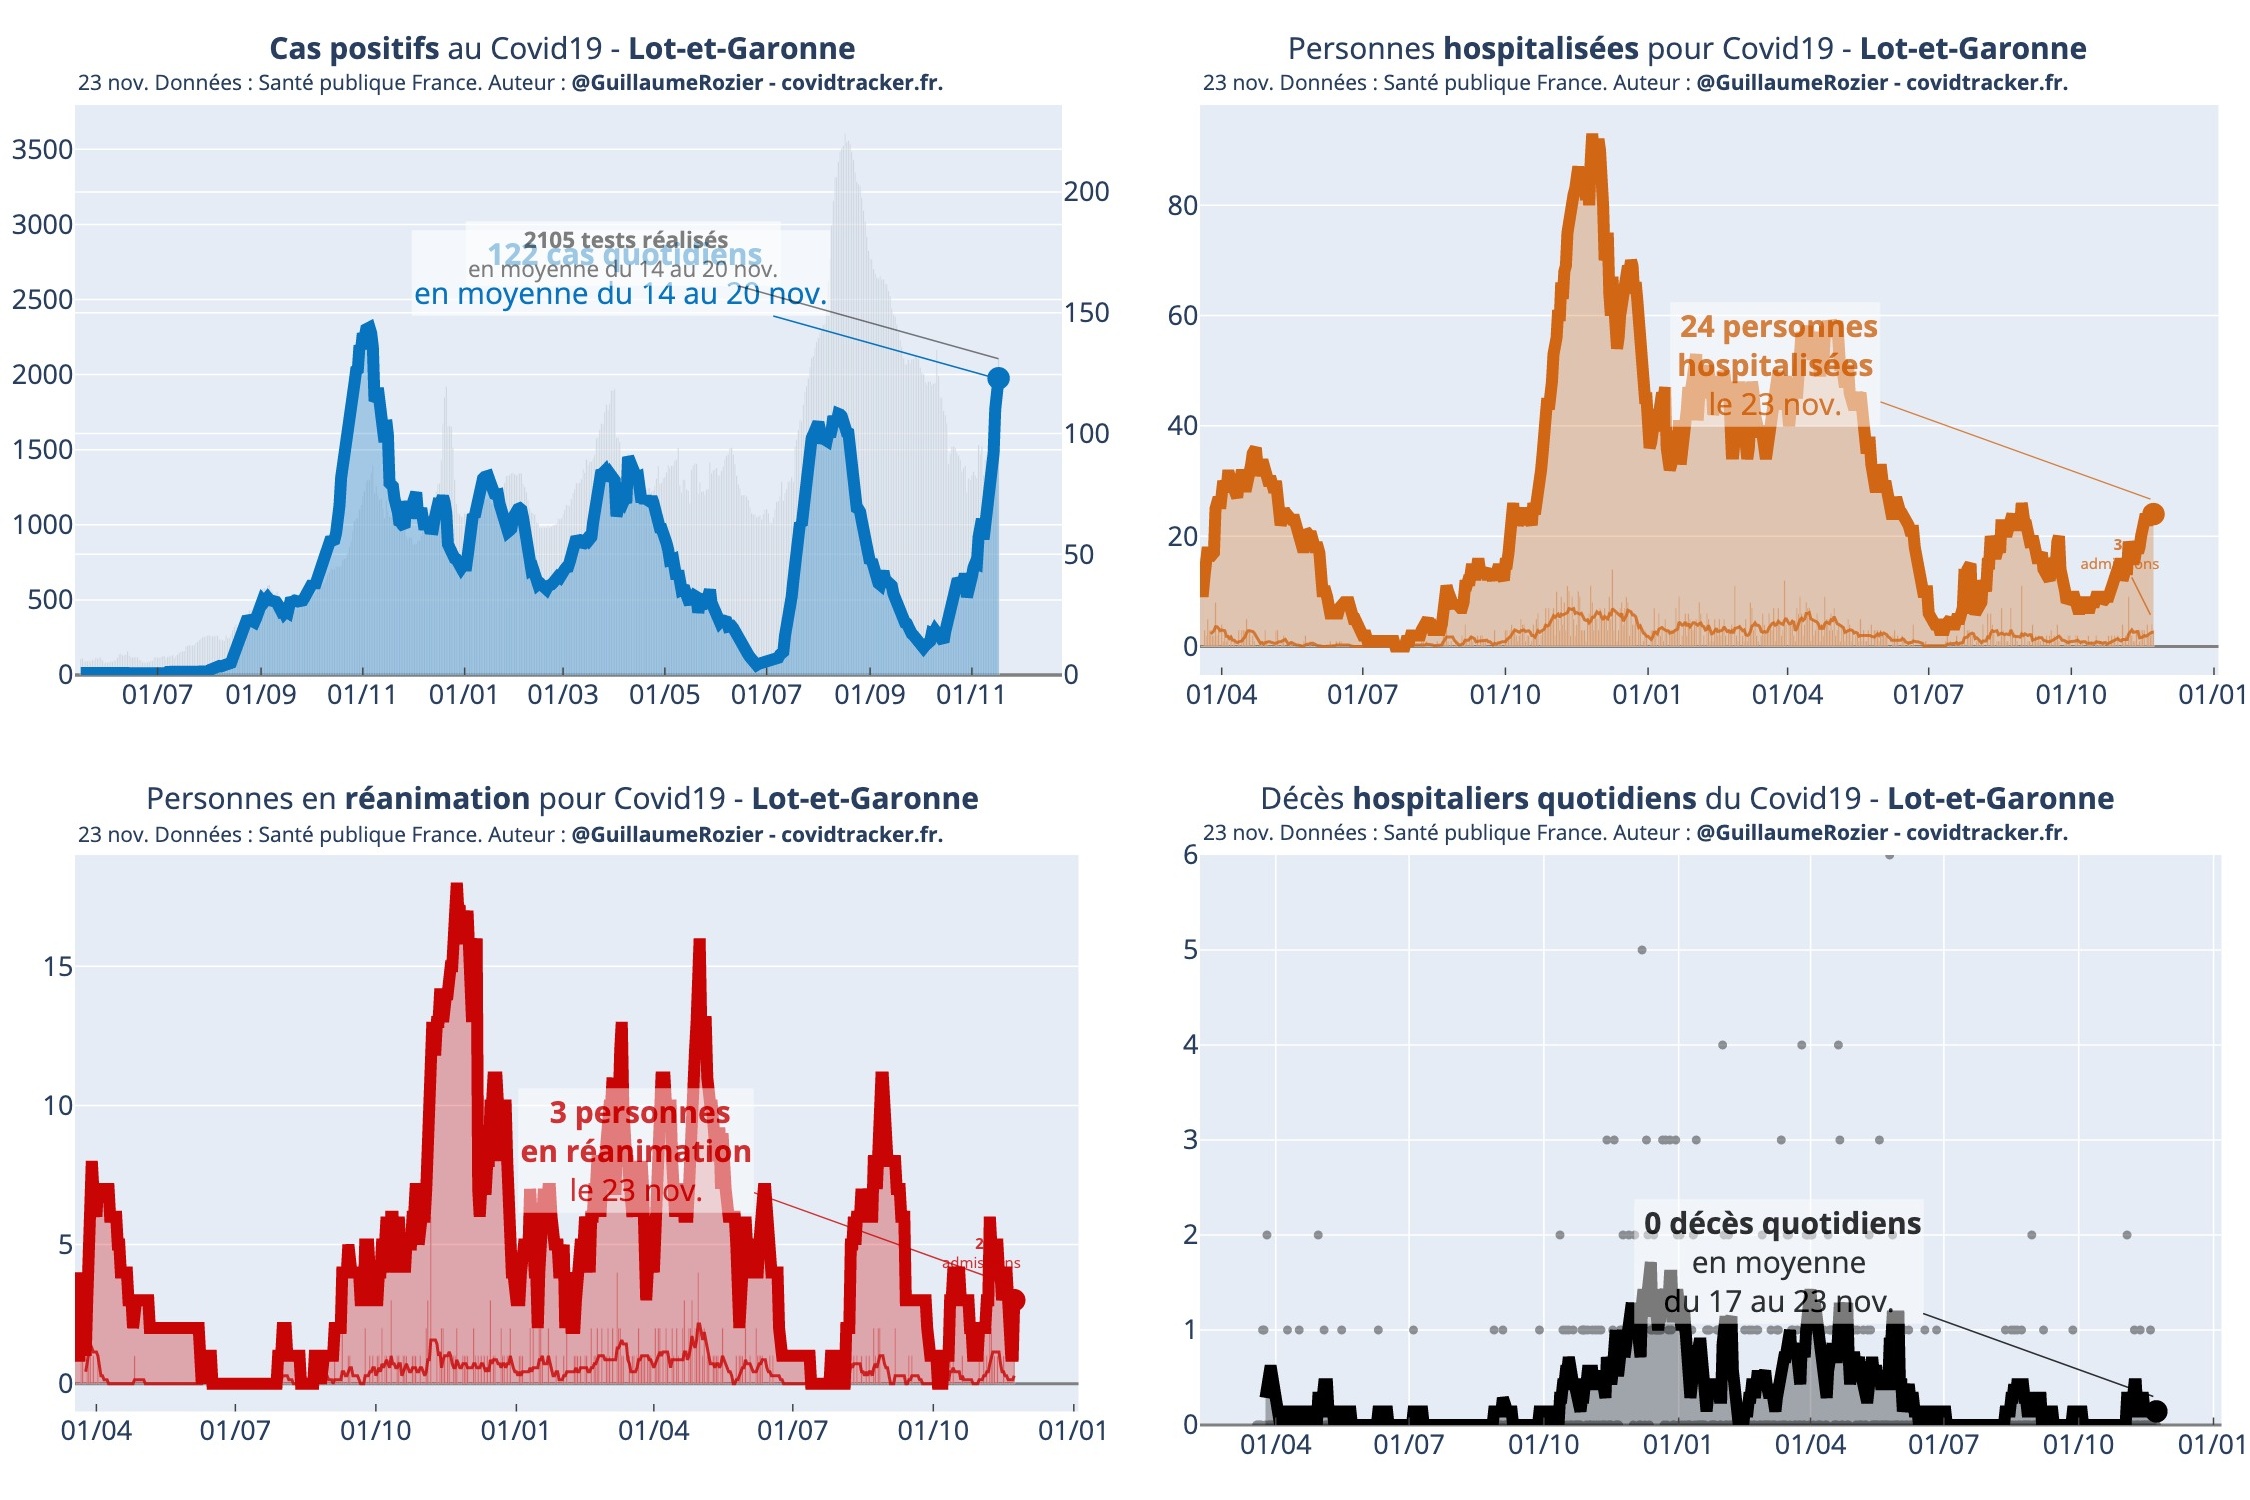 Cas positifs au Covid19 - Lot-et-Garonne
23 nov. Données : Santé publique France. Auteur : @GuillaumeRozier - covidtracker.fr.
3500
3000
2500
2000
1500
1000
500
0
200
150
100
50
0
2105 tests réalisés
en moyenne du 14 au 20 nov.
122 cas quotidiens
en moyenne du 14 au 20 nov.
01/07 01/09 01/11 01/01 01/03 01/05 01/07 01/09 01/11
Personnes hospitalisées pour Covid19 - Lot-et-Garonne
23 nov. Données : Santé publique France. Auteur : @GuillaumeRozier - covidtracker.fr.
80
60
40
20
0
24 personnes
hospitalisées
le 23 nov.
3
01/04 01/07 01/10 01/01 01/04 01/07 01/10 01/01
Personnes en réanimation pour Covid19 - Lot-et-Garonne
23 nov. Données : Santé publique France. Auteur : @GuillaumeRozier - covidtracker.fr.
15
10
5
0
3 personnes
en réanimation
le 23 nov.
2
01/04 01/07 01/10 01/01 01/04 01/07 01/10 01/01
Décès hospitaliers quotidiens du Covid19 - Lot-et-Garonne
23 nov. Données : Santé publique France. Auteur : @GuillaumeRozier - covidtracker.fr.
6
5
4
3
2
1
0
0 décès quotidiens
en moyenne
du 17 au 23 nov.
01/04 01/07 01/10 01/01 01/04 01/07 01/10 01/01